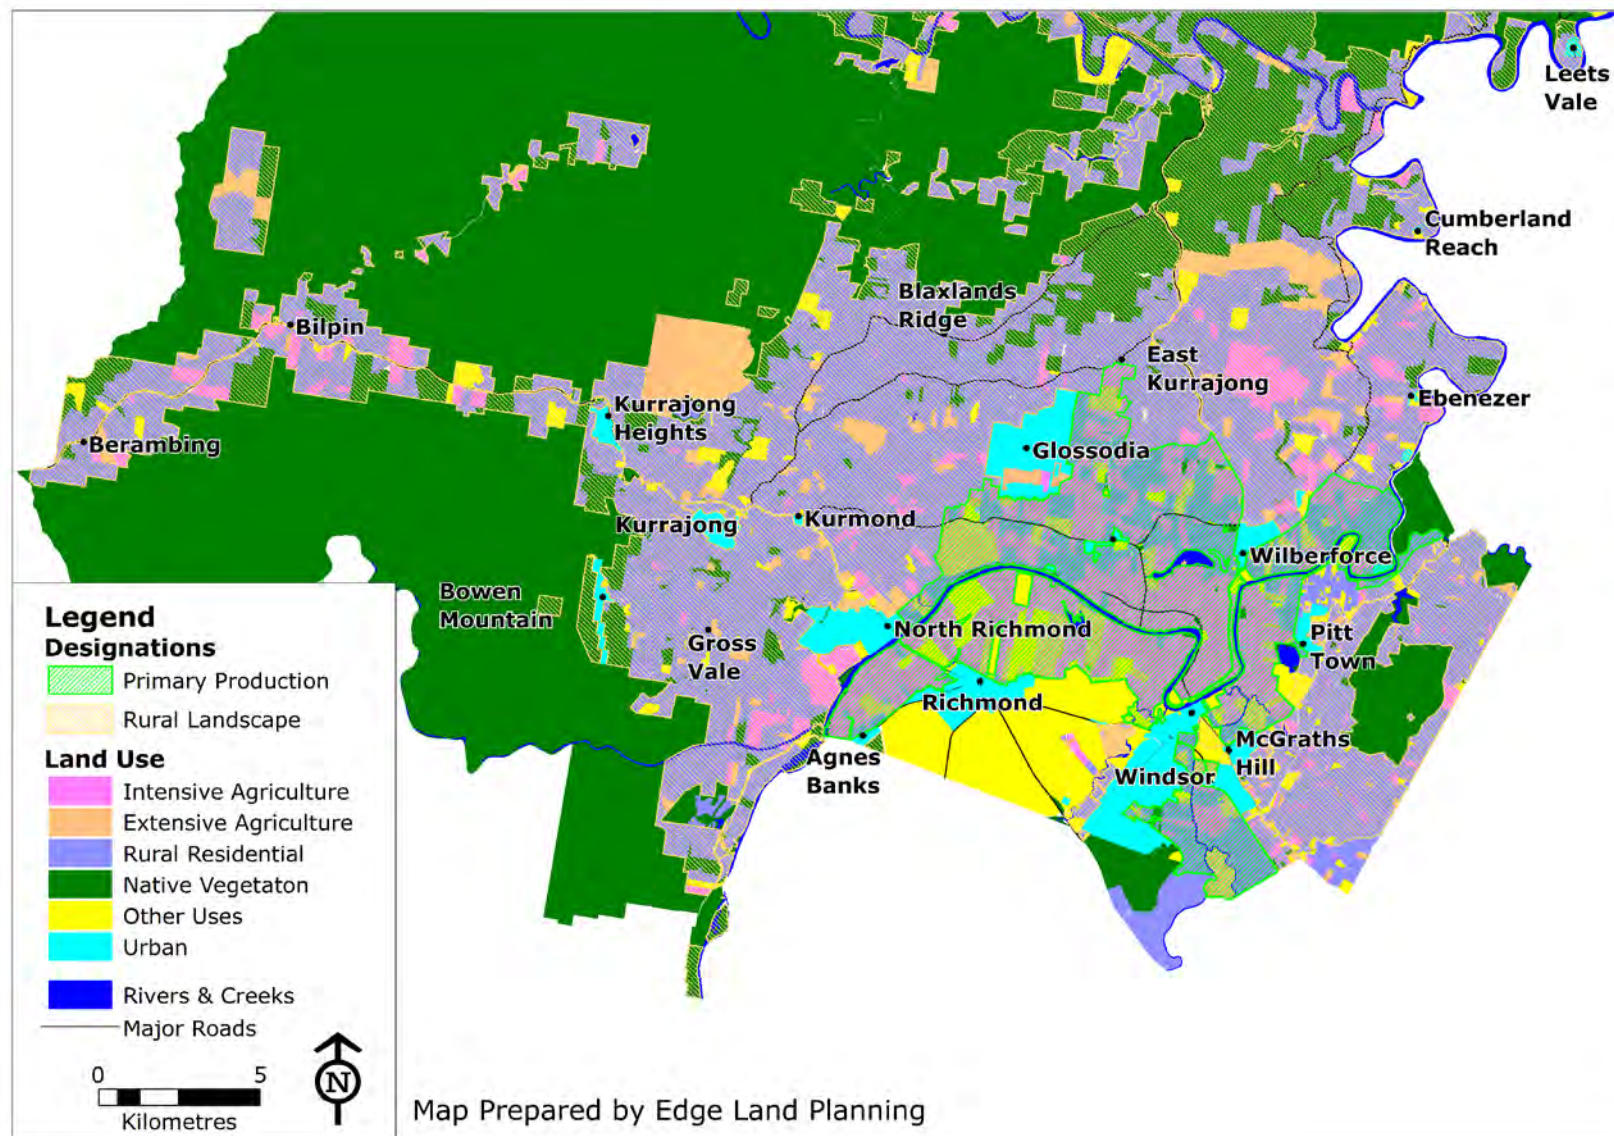 Leets
Vale
Cumberland
Reach
Blaxlands
Ridge
Bilpin
East
Kurrajong
Ebenezer
Kurrajong
Heights
Berambing
Glossodia
Kurrajong
Kurmond
Wilberforce
Bowen
Mountain
North Richmond
Gross
Vale
Pitt
Town
Richmond
McGraths
Hill
Agnes
Banks
Windsor
Legend
Designations
Primary Production
Rural Landscape
Land Use
Intensive Agriculture
Extensive Agriculture
Rural Residential
Native Vegetaton
Other Uses
Urban
Rivers & Creeks
Major Roads
0 5
Kilometres
N
Map Prepared by Edge Land Planning